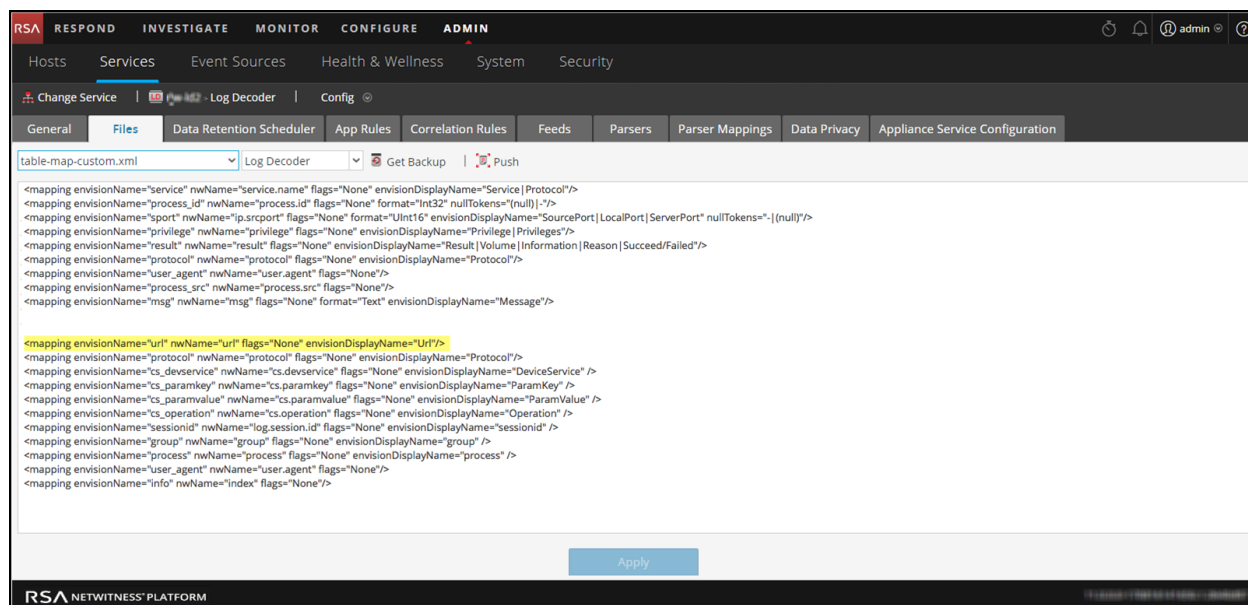 RSA RESPOND INVESTIGATE MONITOR CONFIGURE ADMIN admin
Hosts Services Event Sources Health & Wellness System Security
Change Service | LD - Log Decoder | Config
General Files Data Retention Scheduler App Rules Correlation Rules Feeds Parsers Parser Mappings Data Privacy Appliance Service Configuration
table-map-custom.xml Log Decoder Get Backup | Push
<mapping envisionName="service" nwName="service.name" flags="None" envisionDisplayName="Service|Protocol"/>
<mapping envisionName="process_id" nwName="process.id" flags="None" format="Int32" nullTokens="(null)|-"/>
<mapping envisionName="sport" nwName="ip.srcport" flags="None" format="UInt16" envisionDisplayName="SourcePort|LocalPort|ServerPort" nullTokens="-|(null)"/>
<mapping envisionName="privilege" nwName="privilege" flags="None" envisionDisplayName="Privilege|Privileges"/>
<mapping envisionName="result" nwName="result" flags="None" envisionDisplayName="Result|Volume|Information|Reason|Succeed/Failed"/>
<mapping envisionName="protocol" nwName="protocol" flags="None" envisionDisplayName="Protocol"/>
<mapping envisionName="user_agent" nwName="user.agent" flags="None"/>
<mapping envisionName="process_src" nwName="process.src" flags="None"/>
<mapping envisionName="msg" nwName="msg" flags="None" format="Text" envisionDisplayName="Message"/>
<mapping envisionName="url" nwName="url" flags="None" envisionDisplayName="Url"/>
<mapping envisionName="protocol" nwName="protocol" flags="None" envisionDisplayName="Protocol"/>
<mapping envisionName="cs_devservice" nwName="cs.devservice" flags="None" envisionDisplayName="DeviceService" />
<mapping envisionName="cs_paramkey" nwName="cs.paramkey" flags="None" envisionDisplayName="ParamKey" />
<mapping envisionName="cs_paramvalue" nwName="cs.paramvalue" flags="None" envisionDisplayName="ParamValue" />
<mapping envisionName="cs_operation" nwName="cs.operation" flags="None" envisionDisplayName="Operation" />
<mapping envisionName="sessionid" nwName="log.session.id" flags="None" envisionDisplayName="sessionid" />
<mapping envisionName="group" nwName="group" flags="None" envisionDisplayName="group" />
<mapping envisionName="process" nwName="process" flags="None" envisionDisplayName="process" />
<mapping envisionName="user_agent" nwName="user.agent" flags="None"/>
<mapping envisionName="info" nwName="index" flags="None"/>
Apply
RSA NETWITNESS® PLATFORM